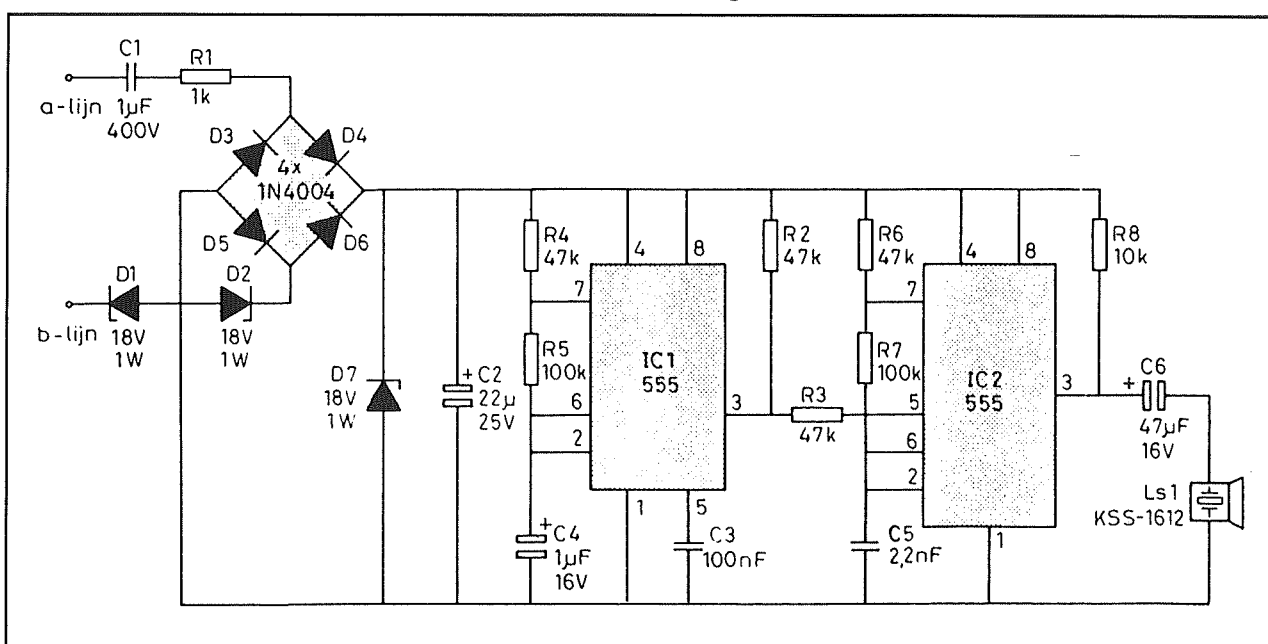 C1
1µF
400V
R1
1k
a-lijn
D3
D4
4x
1N4004
D5
D6
D1
18V
1W
D2
18V
1W
b-lijn
D7
18V
1W
+
C2
22µ
25V
R4
47k
R5
100k
7
6
2
4
8
IC1
555
3
1
5
+
C4
1µF
16V
C3
100nF
R2
47k
R3
47k
R6
47k
R7
100k
7
5
6
2
4
8
IC2
555
3
1
C5
2,2nF
R8
10k
+
C6
47µF
16V
Ls1
KSS-1612